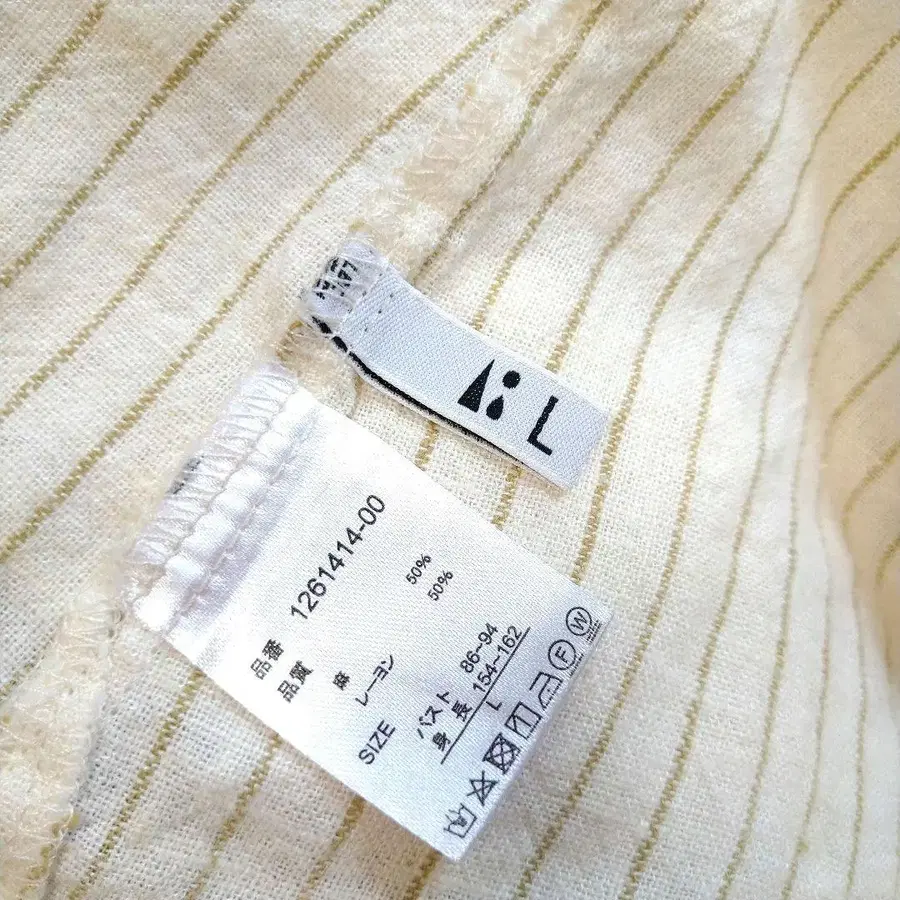 L
品番 1261414-00
品質
麻 50%
レーヨン 50%
SIZE
バスト 86~94
身長 154~162
L
F W